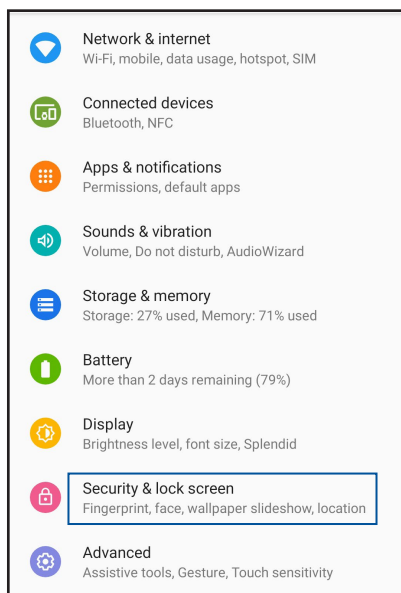 Network & internet
Wi-Fi, mobile, data usage, hotspot, SIM
Connected devices
Bluetooth, NFC
Apps & notifications
Permissions, default apps
Sounds & vibration
Volume, Do not disturb, AudioWizard
Storage & memory
Storage: 27% used, Memory: 71% used
Battery
More than 2 days remaining (79%)
Display
Brightness level, font size, Splendid
Security & lock screen
Fingerprint, face, wallpaper slideshow, location
Advanced
Assistive tools, Gesture, Touch sensitivity